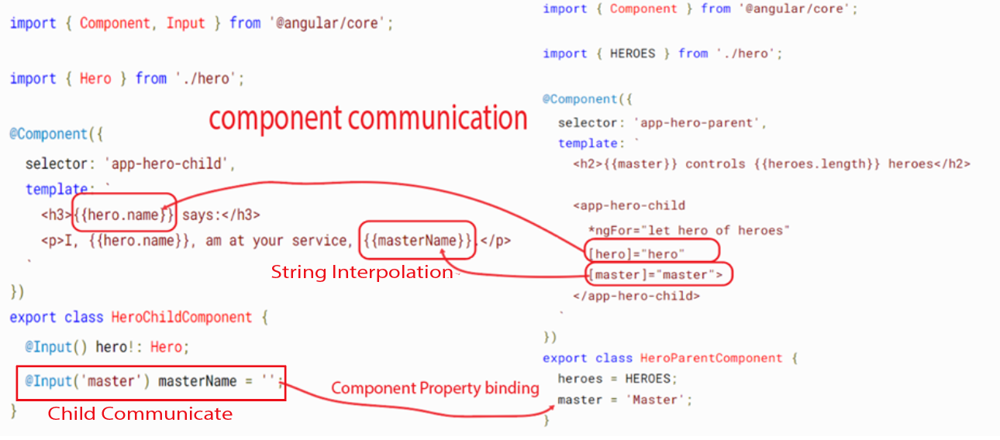 import { Component, Input } from '@angular/core';
import { Hero } from './hero';
component communication
@Component({
selector: 'app-hero-child',
template: `
<h3>{{hero.name}} says:</h3>
<p>I, {{hero.name}}, am at your service, {{masterName}}.</p>
`
String Interpolation
})
export class HeroChildComponent {
@Input() hero!: Hero;
@Input('master') masterName = '';
}
Child Communicate
Component Property binding
import { Component } from '@angular/core';
import { HEROES } from './hero';
@Component({
selector: 'app-hero-parent',
template: `
<h2>{{master}} controls {{heroes.length}} heroes</h2>
<app-hero-child
*ngFor="let hero of heroes"
[hero]="hero"
[master]="master">
</app-hero-child>
`
})
export class HeroParentComponent {
heroes = HEROES;
master = 'Master';
}